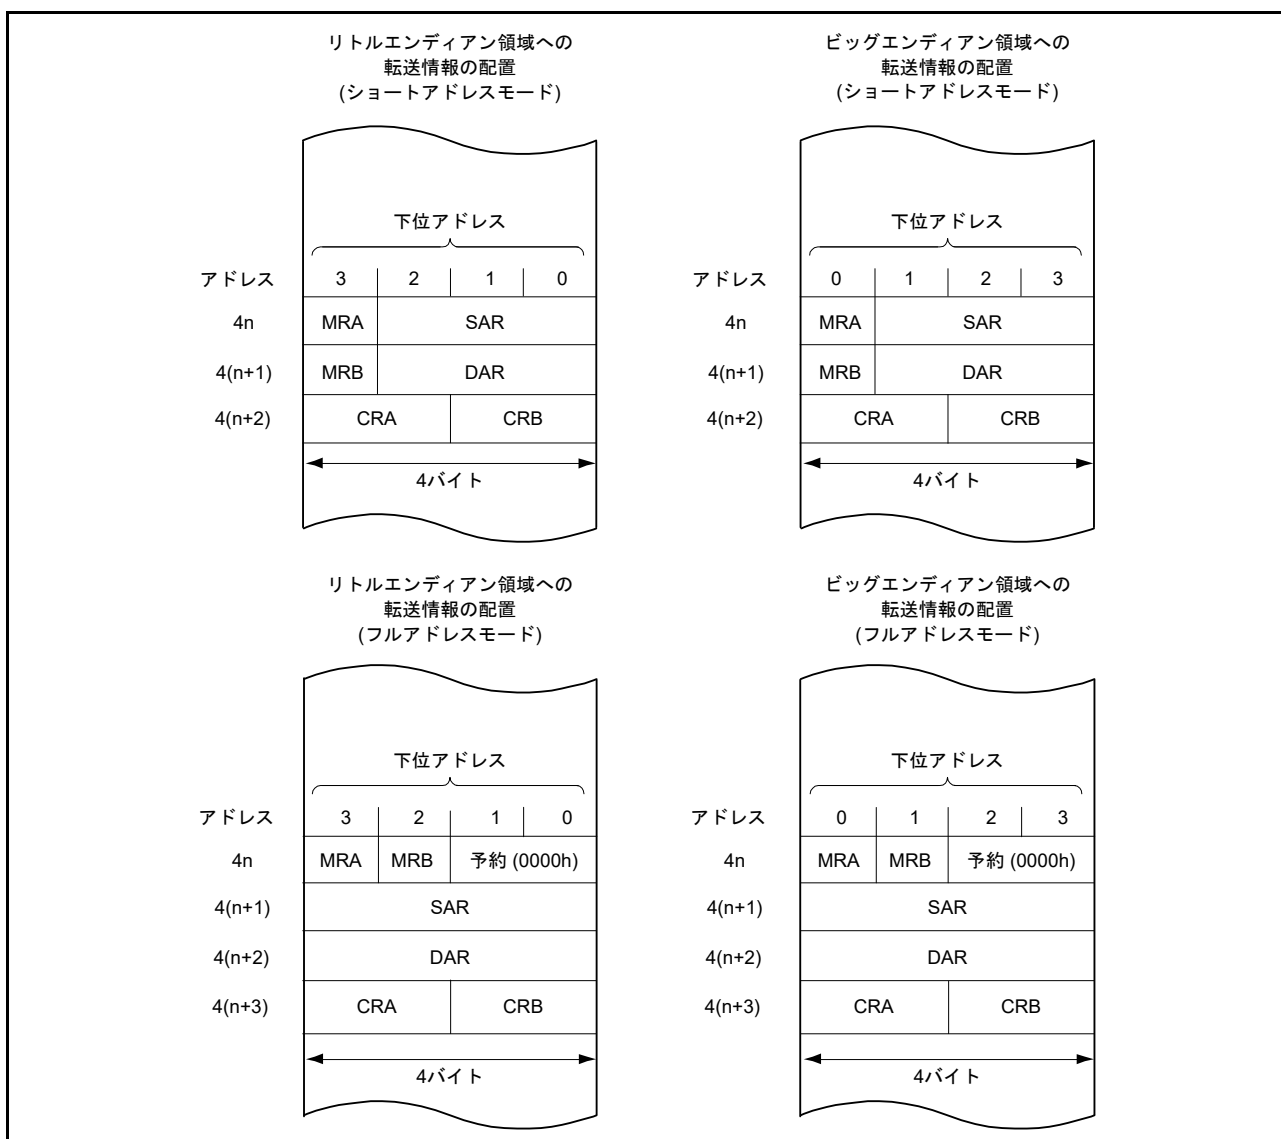 リトルエンディアン領域への
転送情報の配置
(ショートアドレスモード)
下位アドレス
アドレス 3 2 1 0
4n MRA SAR
4(n+1) MRB DAR
4(n+2) CRA CRB
4バイト
ビッグエンディアン領域への
転送情報の配置
(ショートアドレスモード)
下位アドレス
アドレス 0 1 2 3
4n MRA SAR
4(n+1) MRB DAR
4(n+2) CRA CRB
4バイト
リトルエンディアン領域への
転送情報の配置
(フルアドレスモード)
下位アドレス
アドレス 3 2 1 0
4n MRA MRB 予約 (0000h)
4(n+1) SAR
4(n+2) DAR
4(n+3) CRA CRB
4バイト
ビッグエンディアン領域への
転送情報の配置
(フルアドレスモード)
下位アドレス
アドレス 0 1 2 3
4n MRA MRB 予約 (0000h)
4(n+1) SAR
4(n+2) DAR
4(n+3) CRA CRB
4バイト